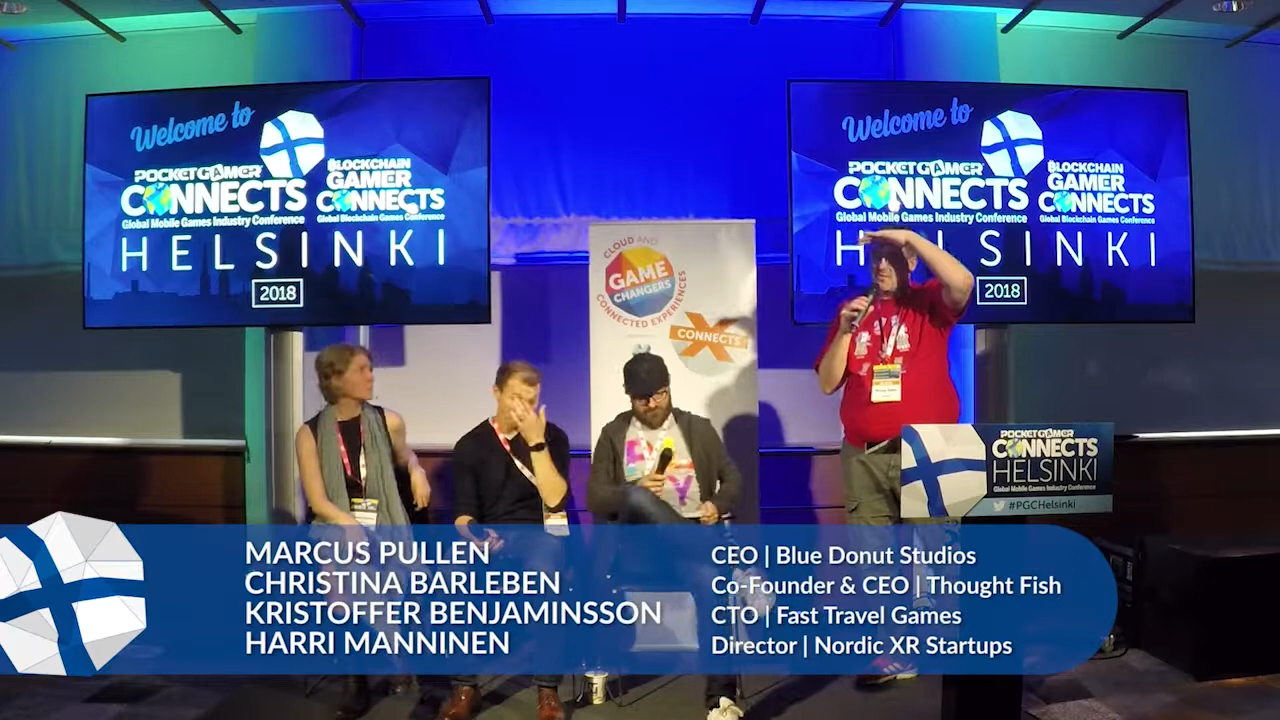 Welcome to
POCKET GAMER
CONNECTS
Global Mobile Games Industry Conference
BLOCKCHAIN
GAMER
CONNECTS
Global Blockchain Games Conference
HELSINKI
2018
Welcome to
POCKET GAMER
CONNECTS
Global Mobile Games Industry Conference
BLOCKCHAIN
GAMER
CONNECTS
Global Blockchain Games Conference
H LSINKI
2018
CLOUD AND
GAME
CHANGERS
CONNECTED EXPERIENCES
X
CONNECTS
POCKET GAMER
CONNECTS
HELSINKI
Global Mobile Games Industry Conference
#PGCHelsinki
MARCUS PULLEN CEO | Blue Donut Studios
CHRISTINA BARLEBEN Co-Founder & CEO | Thought Fish
KRISTOFFER BENJAMINSSON CTO | Fast Travel Games
HARRI MANNINEN Director | Nordic XR Startups